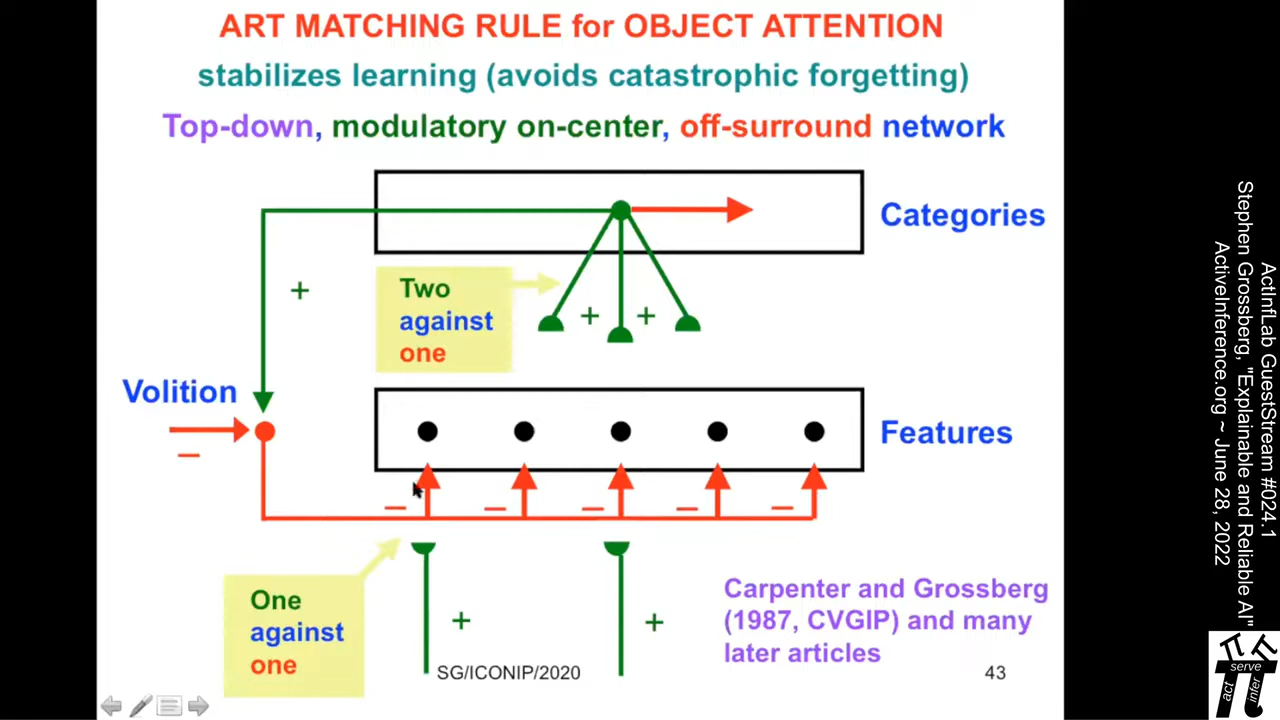 ART MATCHING RULE for OBJECT ATTENTION
stabilizes learning (avoids catastrophic forgetting)
Top-down, modulatory on-center, off-surround network
Categories
+
Two
against
one
+ +
Volition
–
Features
– – – – –
One
against
one
+
+
Carpenter and Grossberg
(1987, CVGIP) and many
later articles
SG/ICONIP/2020
43
ActInfLab GuestStream #024.1
Stephen Grossberg, "Explainable and Reliable AI"
ActiveInference.org ~ June 28, 2022
serve
act
infer